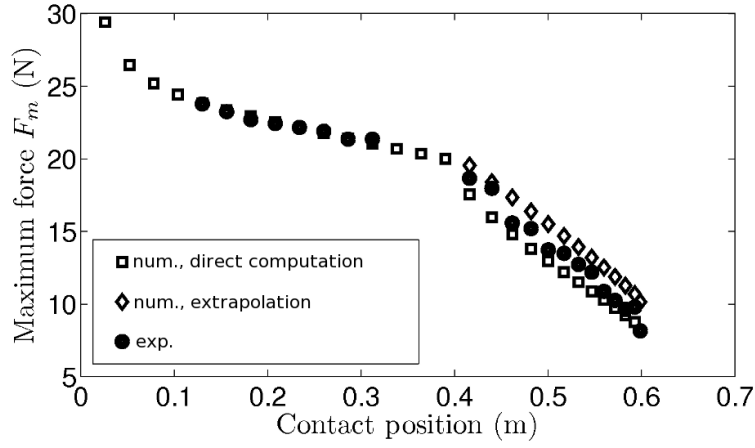 30
25
20
15
10
5
Maximum force F_m (N)
num., direct computation
num., extrapolation
exp.
0 0.1 0.2 0.3 0.4 0.5 0.6 0.7
Contact position (m)